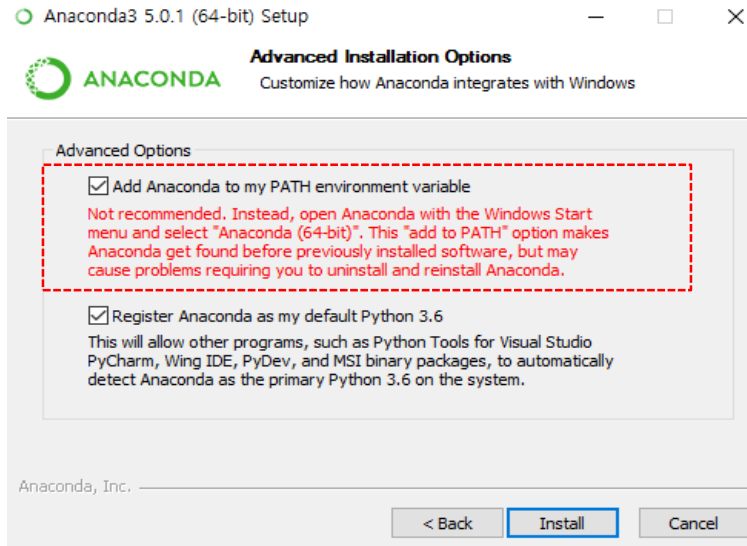 Anaconda3 5.0.1 (64-bit) Setup
Advanced Installation Options
ANACONDA
Customize how Anaconda integrates with Windows
Advanced Options
Add Anaconda to my PATH environment variable
Not recommended. Instead, open Anaconda with the Windows Start
menu and select "Anaconda (64-bit)". This "add to PATH" option makes
Anaconda get found before previously installed software, but may
cause problems requiring you to uninstall and reinstall Anaconda.
Register Anaconda as my default Python 3.6
This will allow other programs, such as Python Tools for Visual Studio
PyCharm, Wing IDE, PyDev, and MSI binary packages, to automatically
detect Anaconda as the primary Python 3.6 on the system.
Anaconda, Inc.
< Back
Install
Cancel